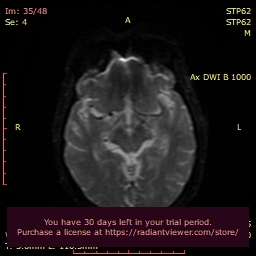 Im: 35/48
Se: 4
STP62
STP62
M
A
Ax DWI B 1000
R
L
You have 30 days left in your trial period.
Purchase a license at https://radiantviewer.com/store/